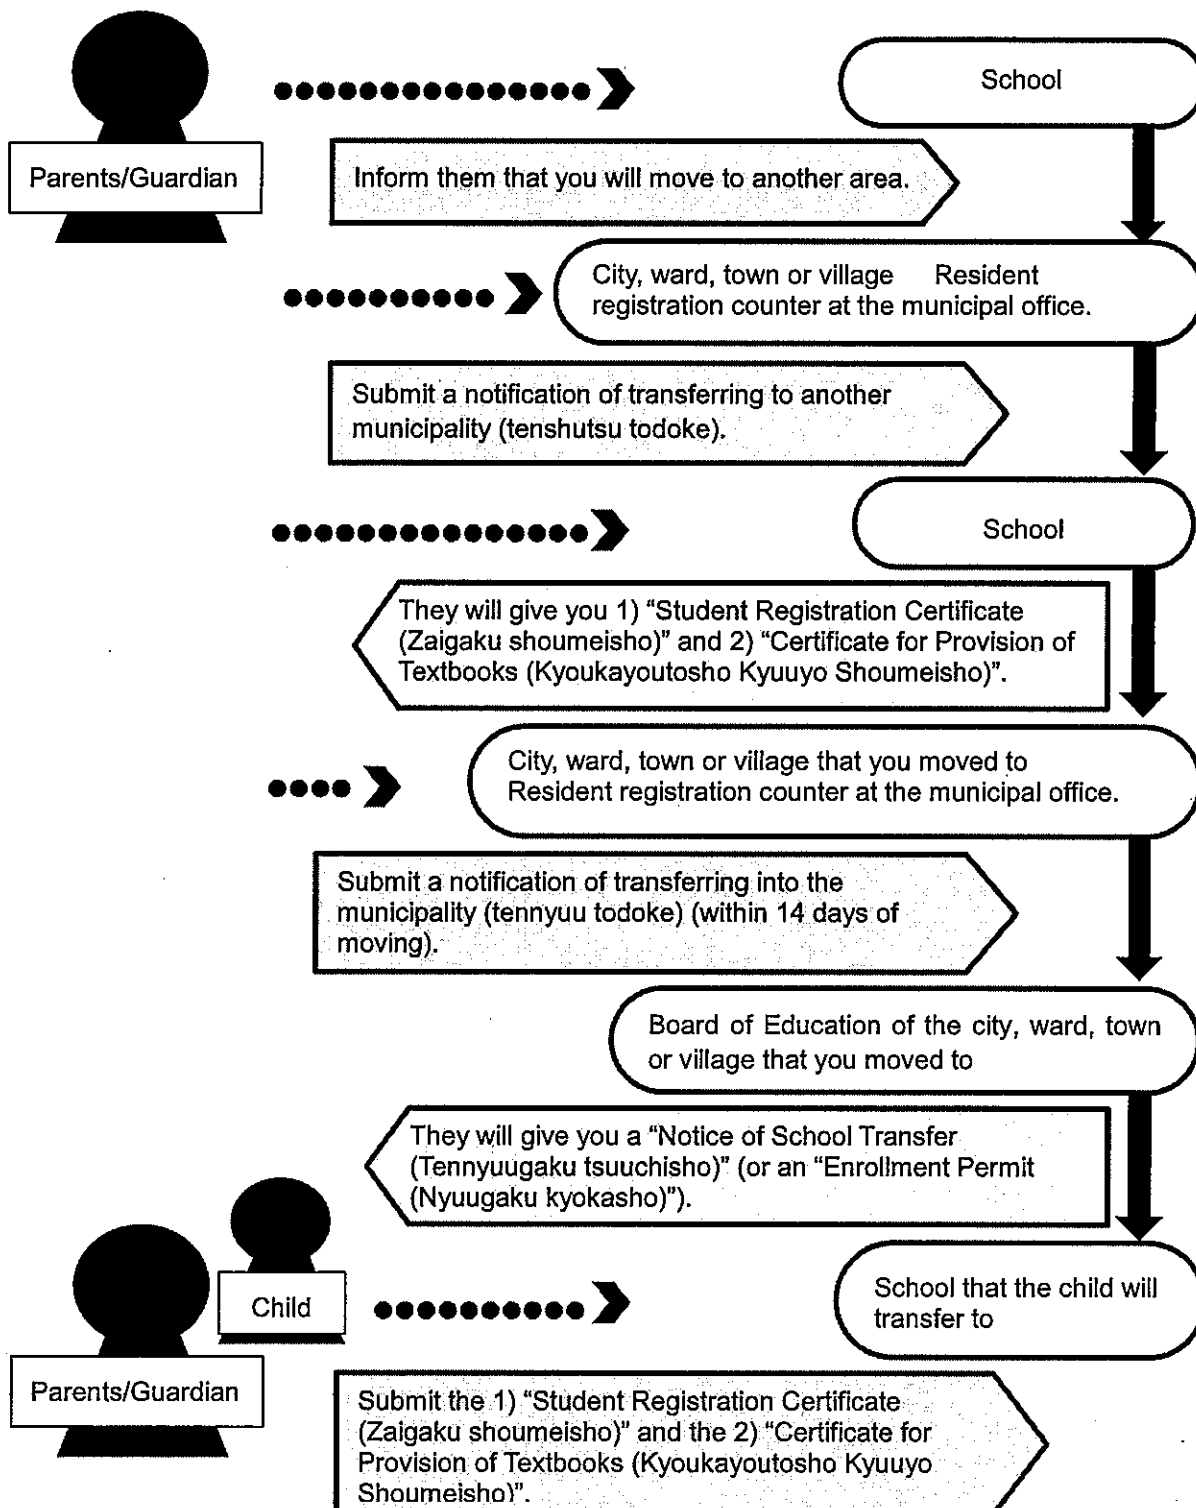 School
Parents/Guardian
Inform them that you will move to another area.
City, ward, town or village Resident
registration counter at the municipal office.
Submit a notification of transferring to another
municipality (tenshutsu todoke).
School
They will give you 1) “Student Registration Certificate
(Zaigaku shoumeisho)” and 2) “Certificate for Provision of
Textbooks (Kyoukayoutosho Kyuuyo Shoumeisho)”.
City, ward, town or village that you moved to
Resident registration counter at the municipal office.
Submit a notification of transferring into the
municipality (tennyuu todoke) (within 14 days of
moving).
Board of Education of the city, ward, town
or village that you moved to
They will give you a “Notice of School Transfer
(Tennyuugaku tsuuchisho)” (or an “Enrollment Permit
(Nyuugaku kyokasho)”).
Child
School that the child will
transfer to
Parents/Guardian
Submit the 1) “Student Registration Certificate
(Zaigaku shoumeisho)” and the 2) “Certificate for
Provision of Textbooks (Kyoukayoutosho Kyuuyo
Shoumeisho)”.